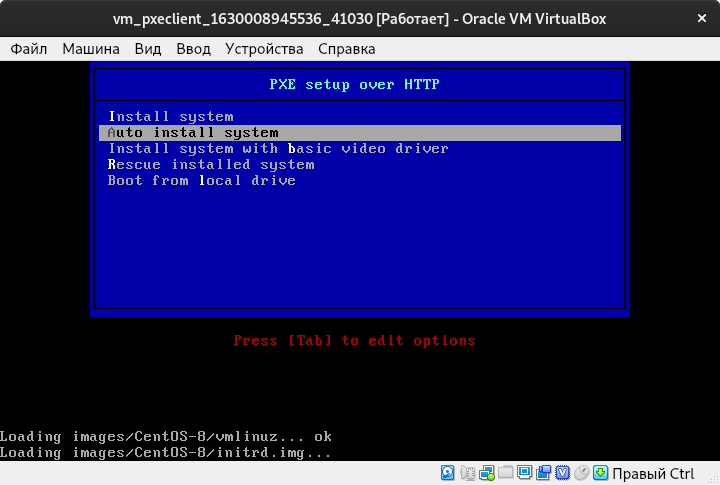 vm_pxeclient_1630008945536_41030 [Работает] - Oracle VM VirtualBox
Файл Машина Вид Ввод Устройства Справка
PXE setup over HTTP
Install system
Auto install system
Install system with basic video driver
Rescue installed system
Boot from local drive
Press [Tab] to edit options
Loading images/CentOS-8/vmlinuz... ok
Loading images/CentOS-8/initrd.img...
Правый Ctrl